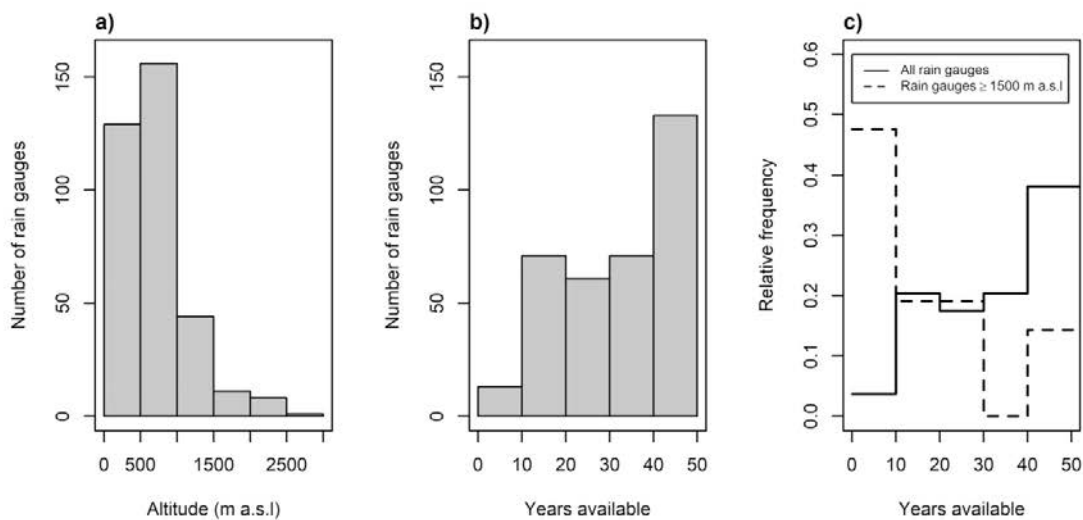 a)
150
100
50
0
Number of rain gauges
0 500 1500 2500
Altitude (m a.s.l)
b)
150
100
50
0
Number of rain gauges
0 10 20 30 40 50
Years available
c)
0.6
0.5
0.4
0.3
0.2
0.1
0.0
Relative frequency
All rain gauges
Rain gauges ≥ 1500 m a.s.l
0 10 20 30 40 50
Years available